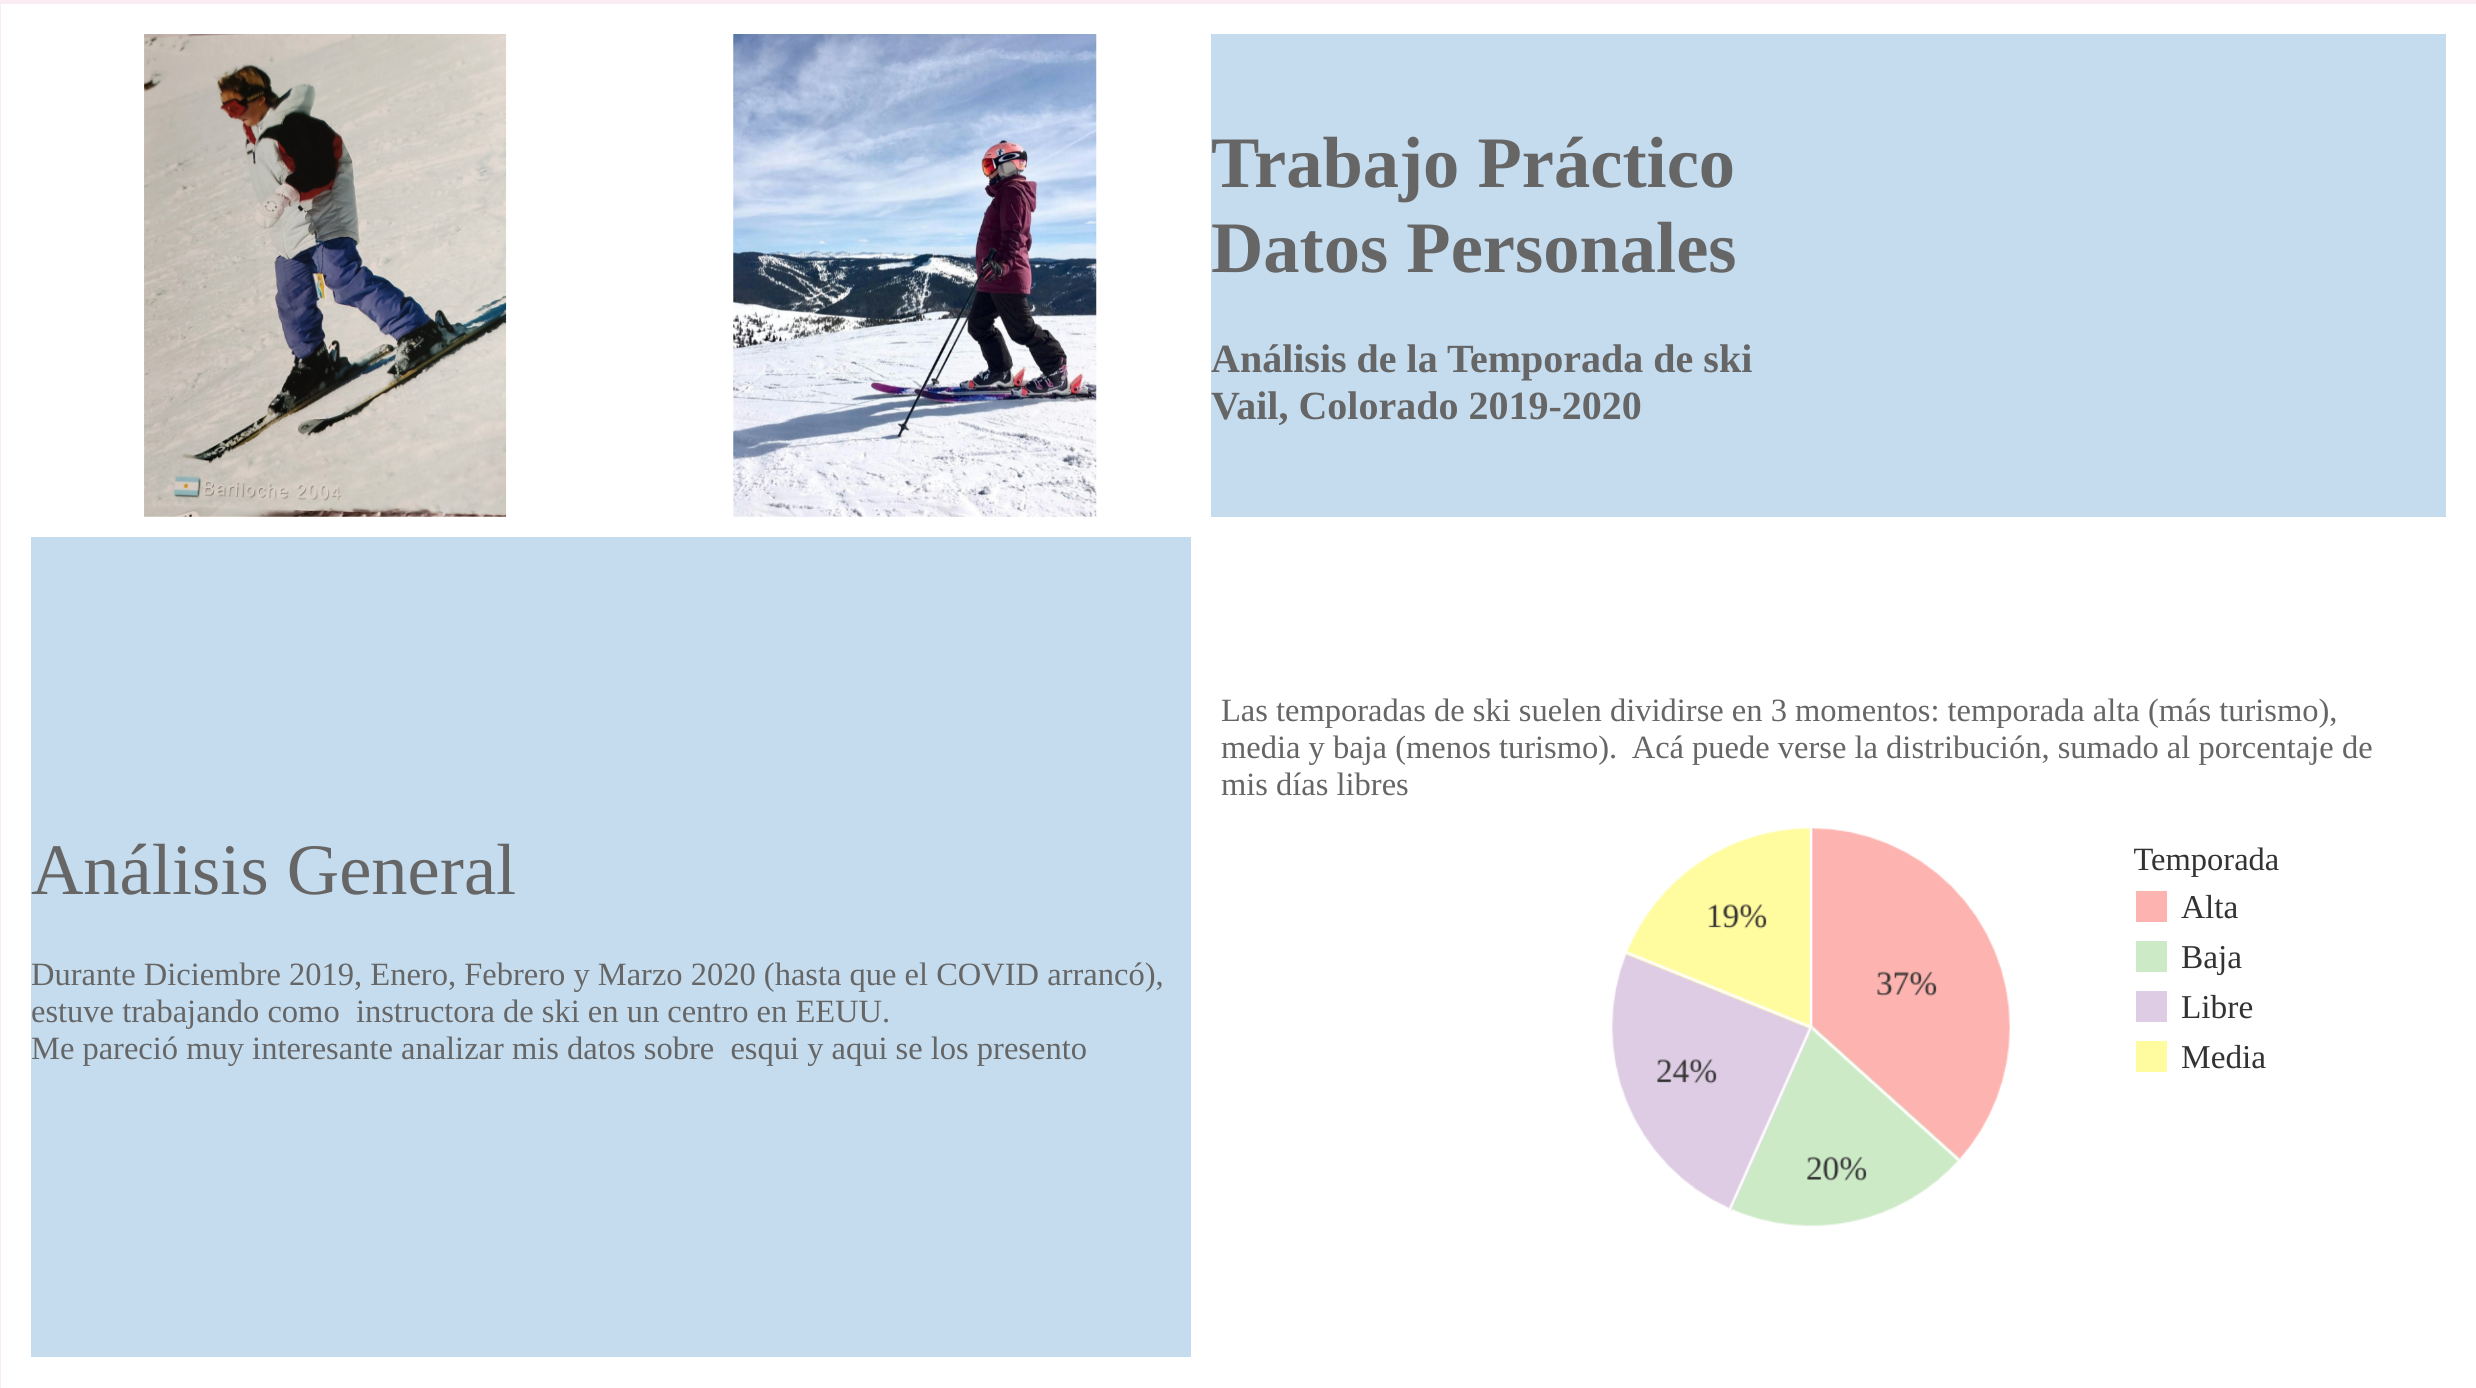 Bariloche 2004
Trabajo Práctico
Datos Personales
Análisis de la Temporada de ski
Vail, Colorado 2019-2020
Análisis General
Durante Diciembre 2019, Enero, Febrero y Marzo 2020 (hasta que el COVID arrancó),
estuve trabajando como  instructora de ski en un centro en EEUU.
Me pareció muy interesante analizar mis datos sobre  esqui y aqui se los presento
Las temporadas de ski suelen dividirse en 3 momentos: temporada alta (más turismo),
media y baja (menos turismo).  Acá puede verse la distribución, sumado al porcentaje de
mis días libres
19%
37%
24%
20%
Temporada
Alta
Baja
Libre
Media